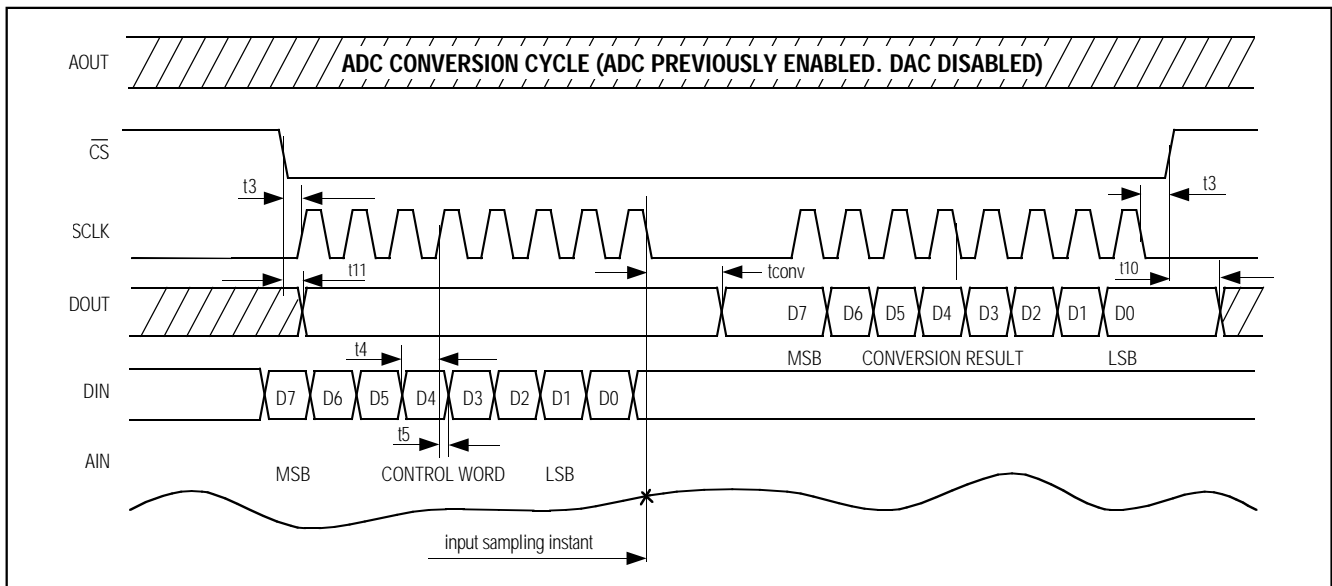 AOUT
ADC CONVERSION CYCLE (ADC PREVIOUSLY ENABLED. DAC DISABLED)
CS
t3
t3
SCLK
t11
tconv
t10
DOUT
D7 D6 D5 D4 D3 D2 D1 D0
t4
MSB CONVERSION RESULT LSB
DIN
D7 D6 D5 D4 D3 D2 D1 D0
t5
AIN
MSB CONTROL WORD LSB
input sampling instant